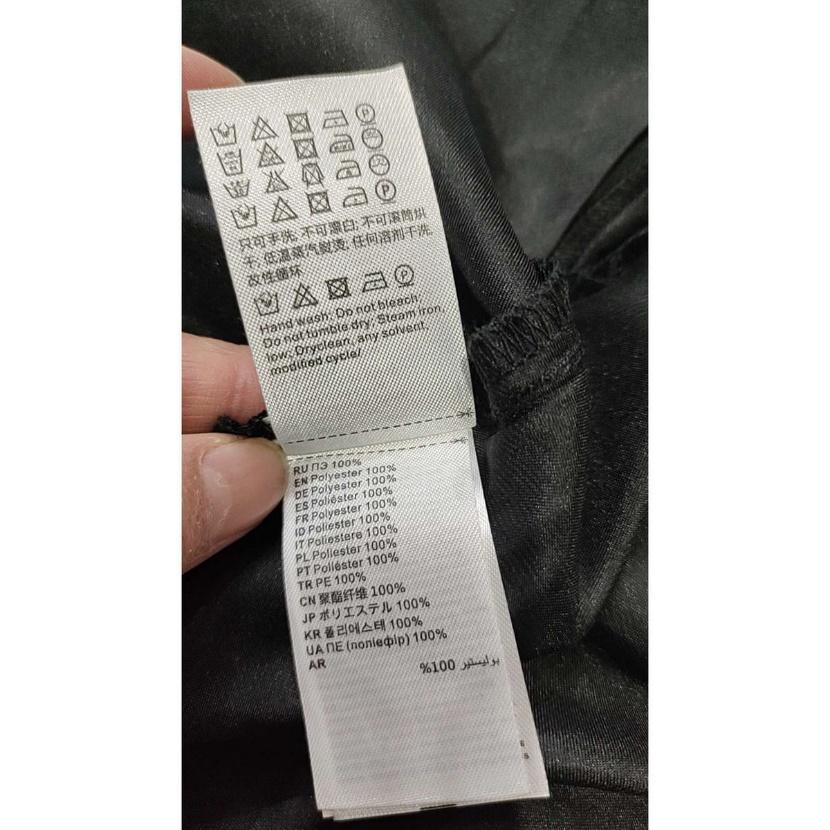 P
P
只可手洗, 不可漂白; 不可滚筒烘
干, 低温蒸汽熨烫; 任何溶剂干洗,
改性循环
P
Hand wash; Do not bleach;
Do not tumble dry; Steam iron,
low; Dryclean, any solvent,
modified cycle/
RU ПЭ 100%
EN Polyester 100%
DE Polyester 100%
ES Poliéster 100%
FR Polyester 100%
ID Poliester 100%
IT Poliestere 100%
PL Poliester 100%
PT Poliéster 100%
TR PE 100%
CN 聚酯纤维 100%
JP ポリエステル 100%
KR 폴리에스테 100%
UA ПЕ (поліефір) 100%
AR بوليستير 100%